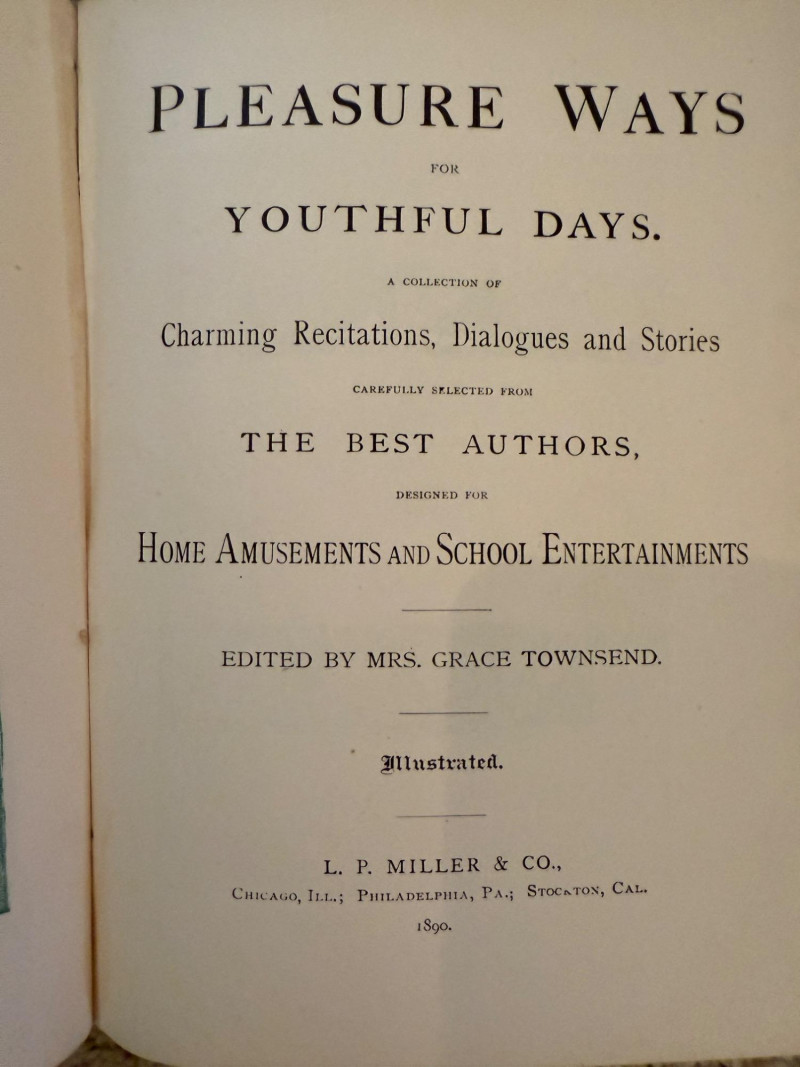 PLEASURE WAYS
FOR
YOUTHFUL DAYS.
A COLLECTION OF
Charming Recitations, Dialogues and Stories
CAREFULLY SELECTED FROM
THE BEST AUTHORS,
DESIGNED FOR
HOME AMUSEMENTS AND SCHOOL ENTERTAINMENTS
EDITED BY MRS. GRACE TOWNSEND.
Illustrated.
L. P. MILLER & CO.,
CHICAGO, ILL.; PHILADELPHIA, PA.; STOCKTON, CAL.
1890.